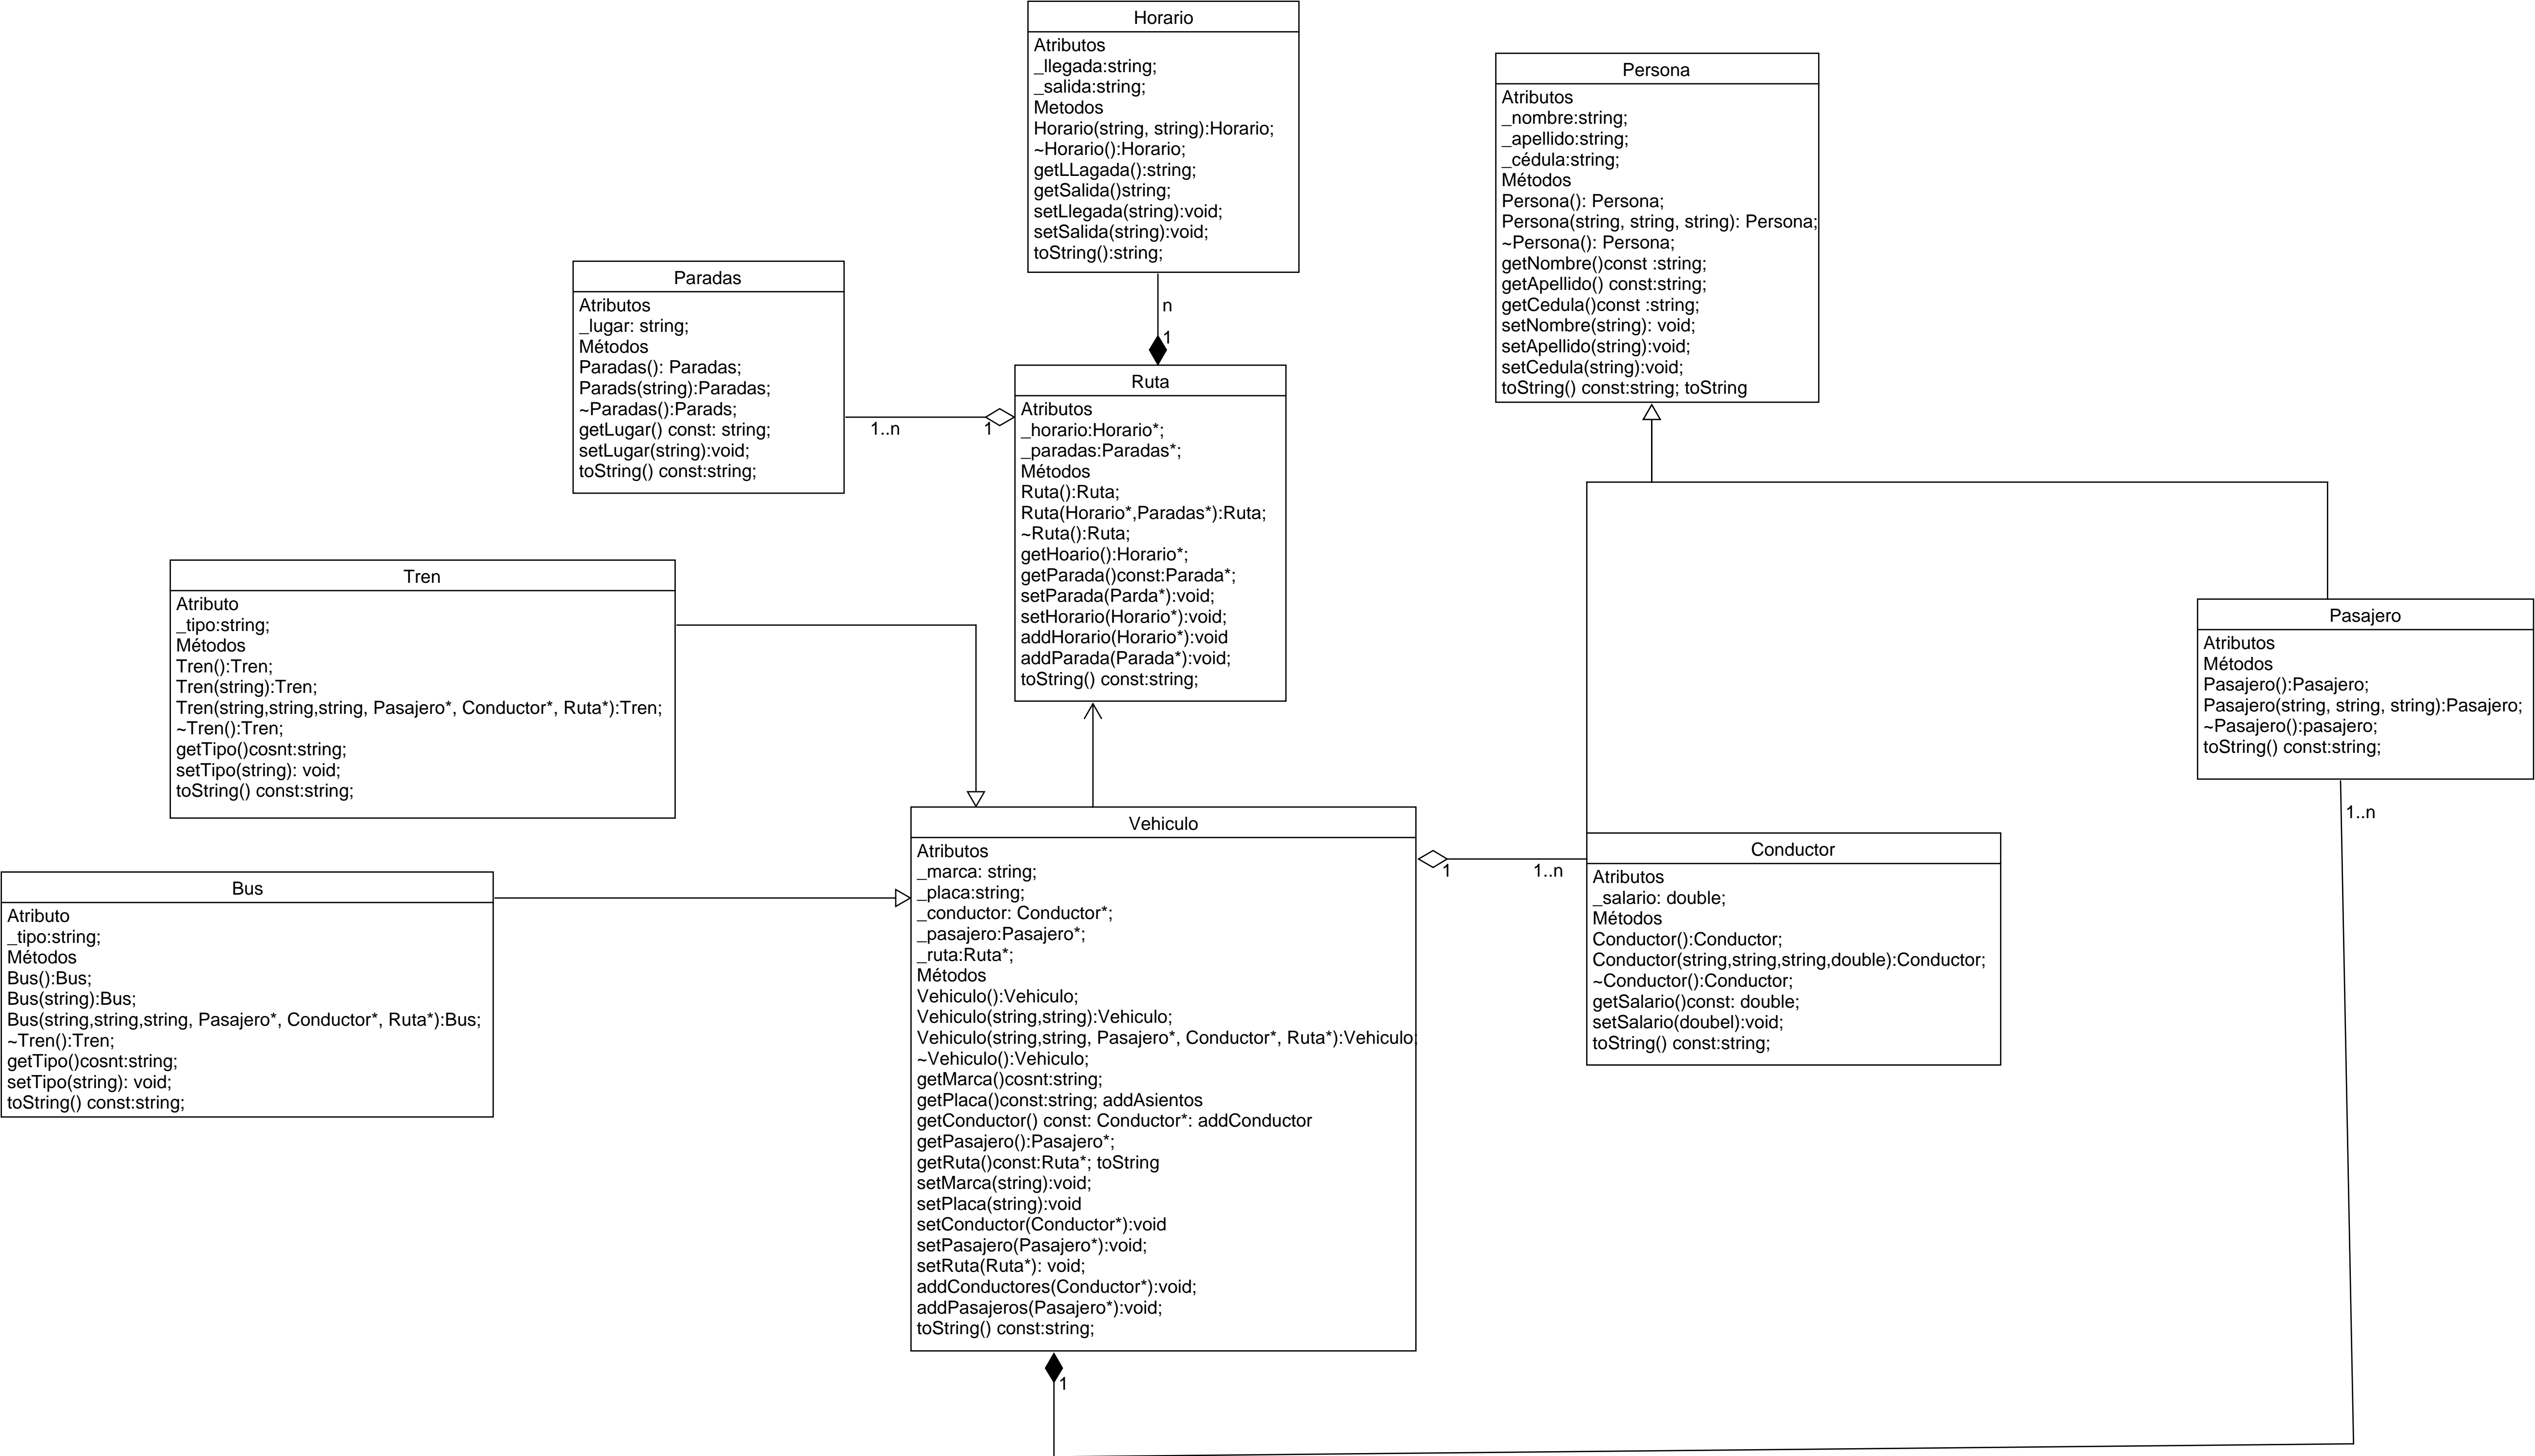 Horario
Atributos
_llegada:string;
_salida:string;
Metodos
Horario(string, string):Horario;
~Horario():Horario;
getLLagada():string;
getSalida()string;
setLlegada(string):void;
setSalida(string):void;
toString():string;
n
1
Persona
Atributos
_nombre:string;
_apellido:string;
_cédula:string;
Métodos
Persona(): Persona;
Persona(string, string, string): Persona;
~Persona(): Persona;
getNombre()const :string;
getApellido() const:string;
getCedula()const :string;
setNombre(string): void;
setApellido(string):void;
setCedula(string):void;
toString() const:string; toString
Paradas
Atributos
_lugar: string;
Métodos
Paradas(): Paradas;
Parads(string):Paradas;
~Paradas():Parads;
getLugar() const: string;
setLugar(string):void;
toString() const:string;
1..n
1
Ruta
Atributos
_horario:Horario*;
_paradas:Paradas*;
Métodos
Ruta():Ruta;
Ruta(Horario*,Paradas*):Ruta;
~Ruta():Ruta;
getHoario():Horario*;
getParada()const:Parada*;
setParada(Parda*):void;
setHorario(Horario*):void;
addHorario(Horario*):void
addParada(Parada*):void;
toString() const:string;
Tren
Atributo
_tipo:string;
Métodos
Tren():Tren;
Tren(string):Tren;
Tren(string,string,string, Pasajero*, Conductor*, Ruta*):Tren;
~Tren():Tren;
getTipo()cosnt:string;
setTipo(string): void;
toString() const:string;
Pasajero
Atributos
Métodos
Pasajero():Pasajero;
Pasajero(string, string, string):Pasajero;
~Pasajero():pasajero;
toString() const:string;
1..n
Bus
Atributo
_tipo:string;
Métodos
Bus():Bus;
Bus(string):Bus;
Bus(string,string,string, Pasajero*, Conductor*, Ruta*):Bus;
~Tren():Tren;
getTipo()cosnt:string;
setTipo(string): void;
toString() const:string;
Vehiculo
Atributos
_marca: string;
_placa:string;
_conductor: Conductor*;
_pasajero:Pasajero*;
_ruta:Ruta*;
Métodos
Vehiculo():Vehiculo;
Vehiculo(string,string):Vehiculo;
Vehiculo(string,string, Pasajero*, Conductor*, Ruta*):Vehiculo;
~Vehiculo():Vehiculo;
getMarca()cosnt:string;
getPlaca()const:string; addAsientos
getConductor() const: Conductor*: addConductor
getPasajero():Pasajero*;
getRuta()const:Ruta*; toString
setMarca(string):void;
setPlaca(string):void
setConductor(Conductor*):void
setPasajero(Pasajero*):void;
setRuta(Ruta*): void;
addConductores(Conductor*):void;
addPasajeros(Pasajero*):void;
toString() const:string;
1
1..n
Conductor
Atributos
_salario: double;
Métodos
Conductor():Conductor;
Conductor(string,string,string,double):Conductor;
~Conductor():Conductor;
getSalario()const: double;
setSalario(doubel):void;
toString() const:string;
1